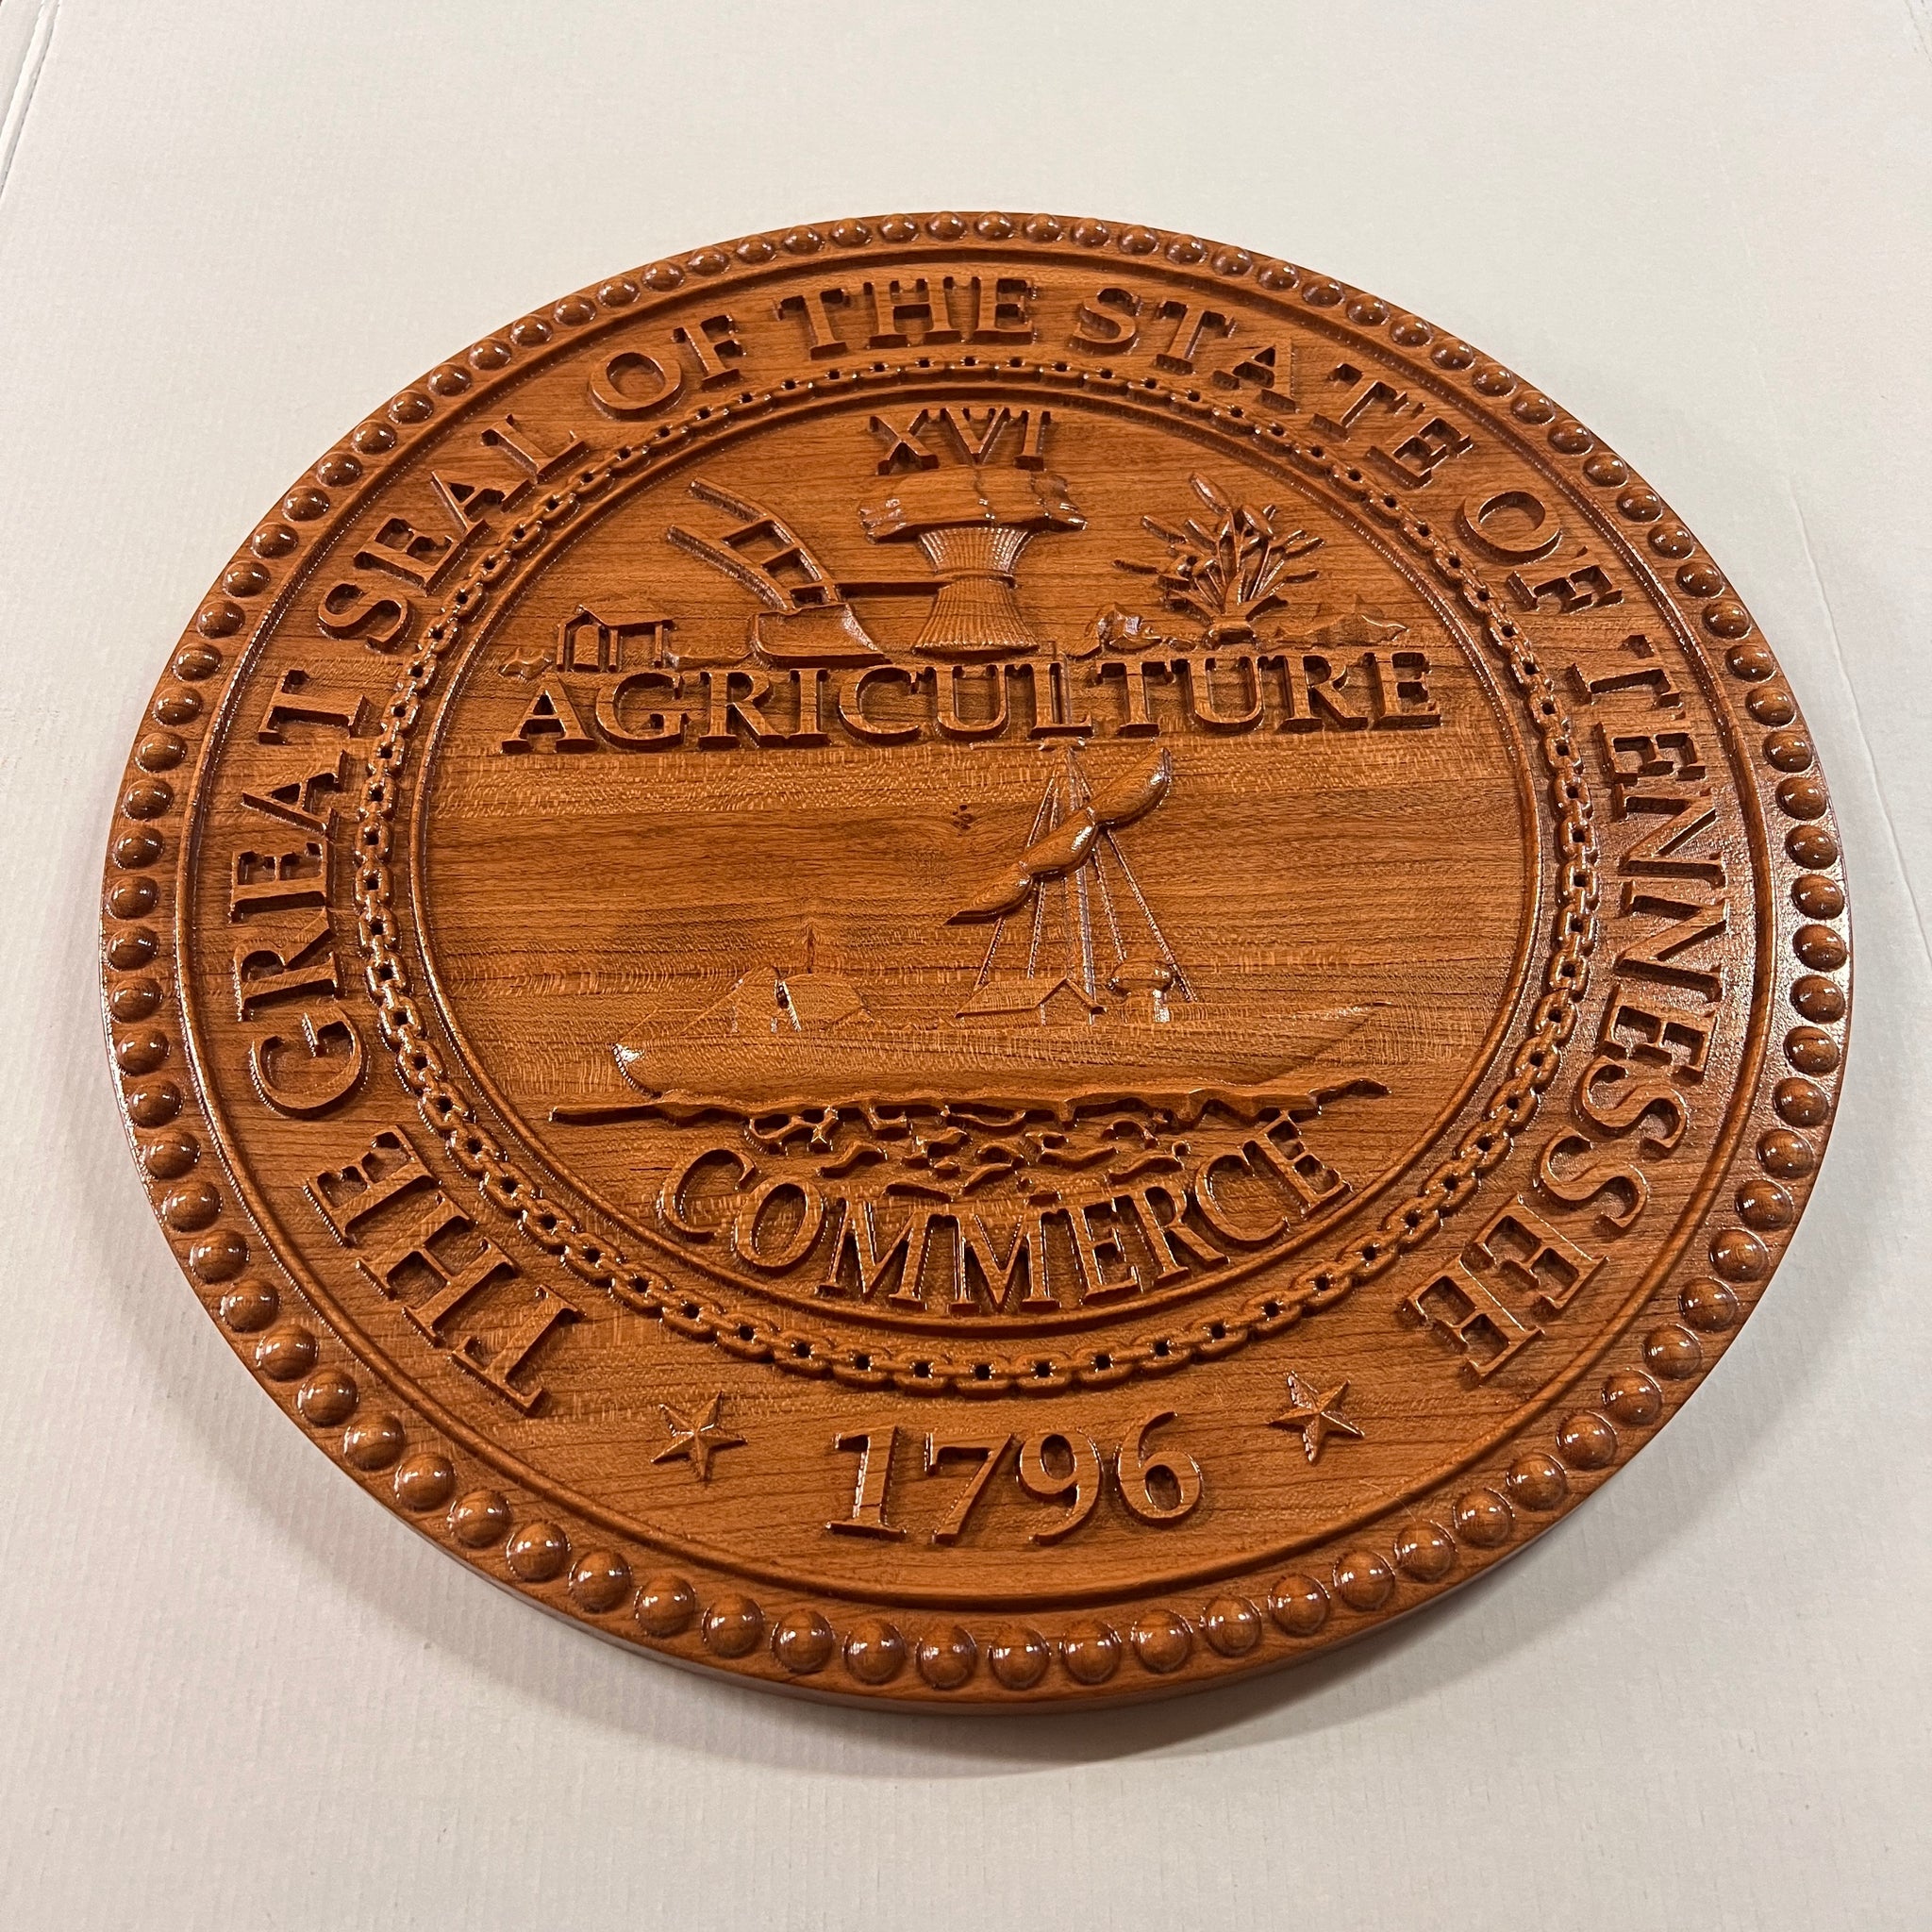 THE GREAT SEAL OF THE STATE OF TENNESSEE
XVI
AGRICULTURE
COMMERCE
1796